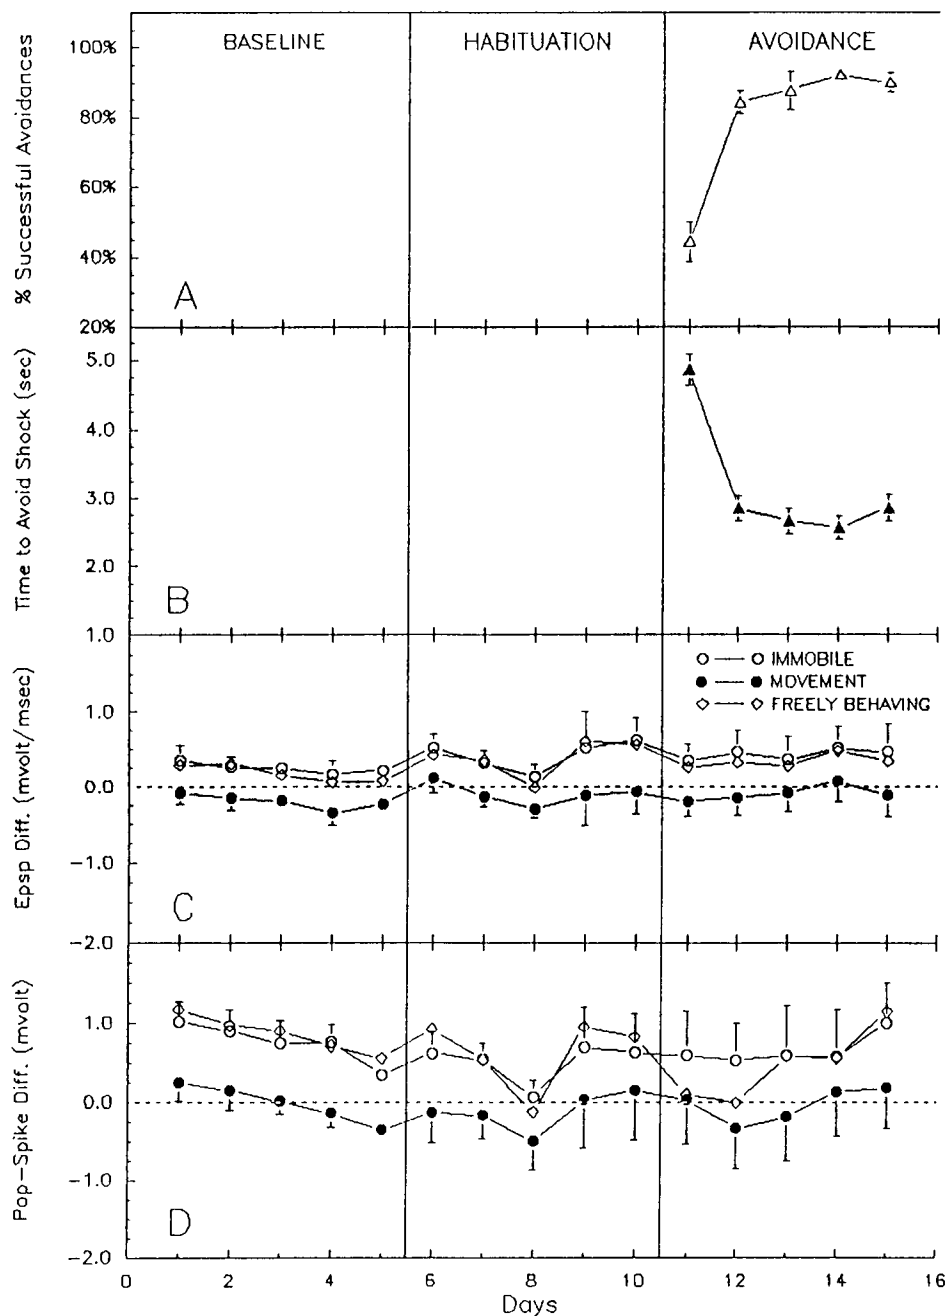 BASELINE HABITUATION AVOIDANCE
% Successful Avoidances
100%
80%
60%
40%
20%
A
Time to Avoid Shock (sec)
5.0
4.0
3.0
2.0
1.0
B
Epsp Diff. (mvolt/msec)
1.0
0.0
-1.0
-2.0
C
IMMOBILE
MOVEMENT
FREELY BEHAVING
Pop-Spike Diff. (mvolt)
1.0
0.0
-1.0
-2.0
D
0 2 4 6 8 10 12 14 16
Days